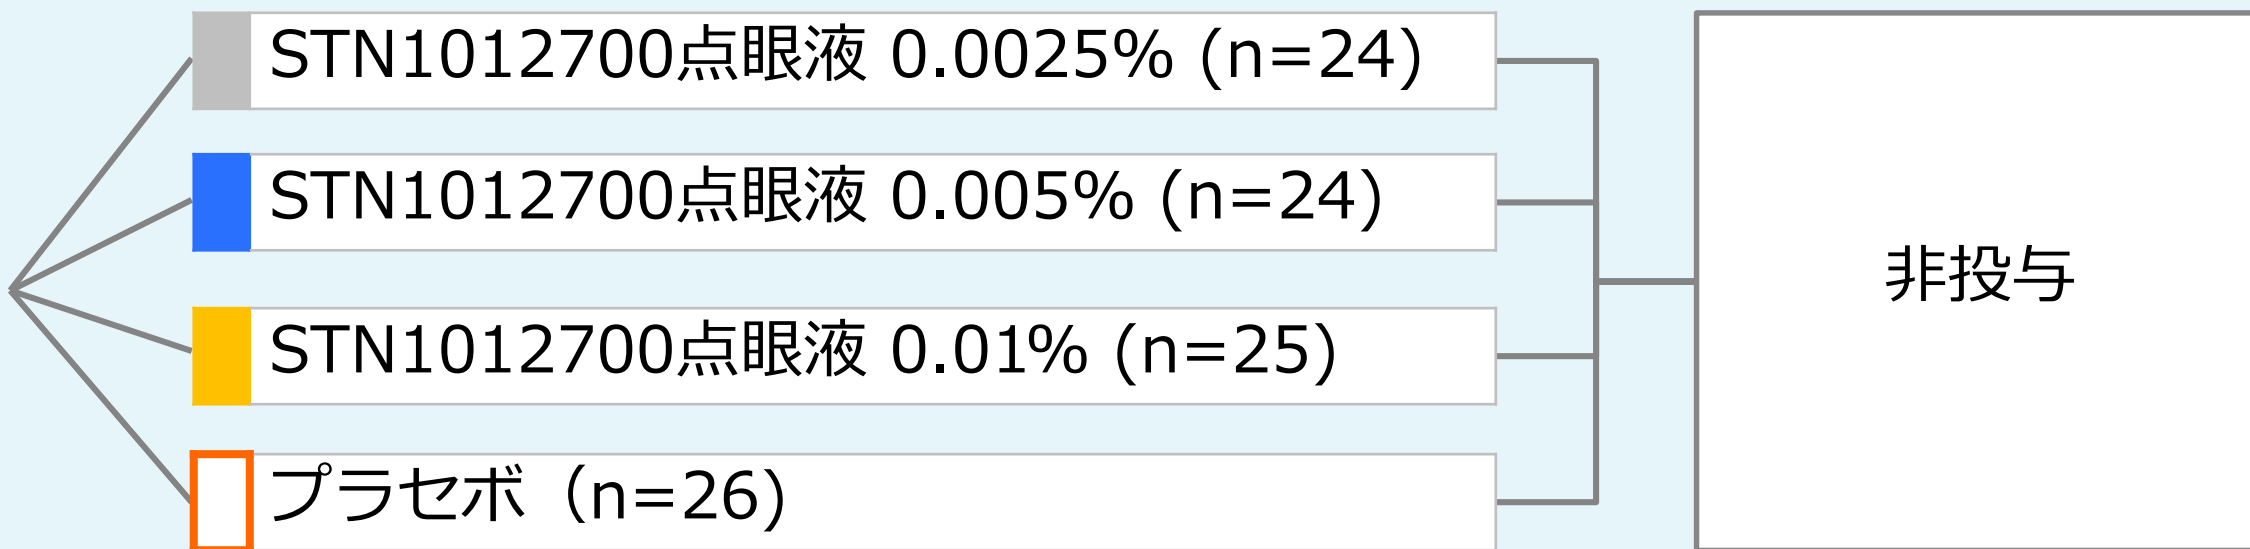 STN1012700点眼液 0.0025% (n=24)
STN1012700点眼液 0.005% (n=24)
STN1012700点眼液 0.01% (n=25)
プラセボ（n=26)
非投与